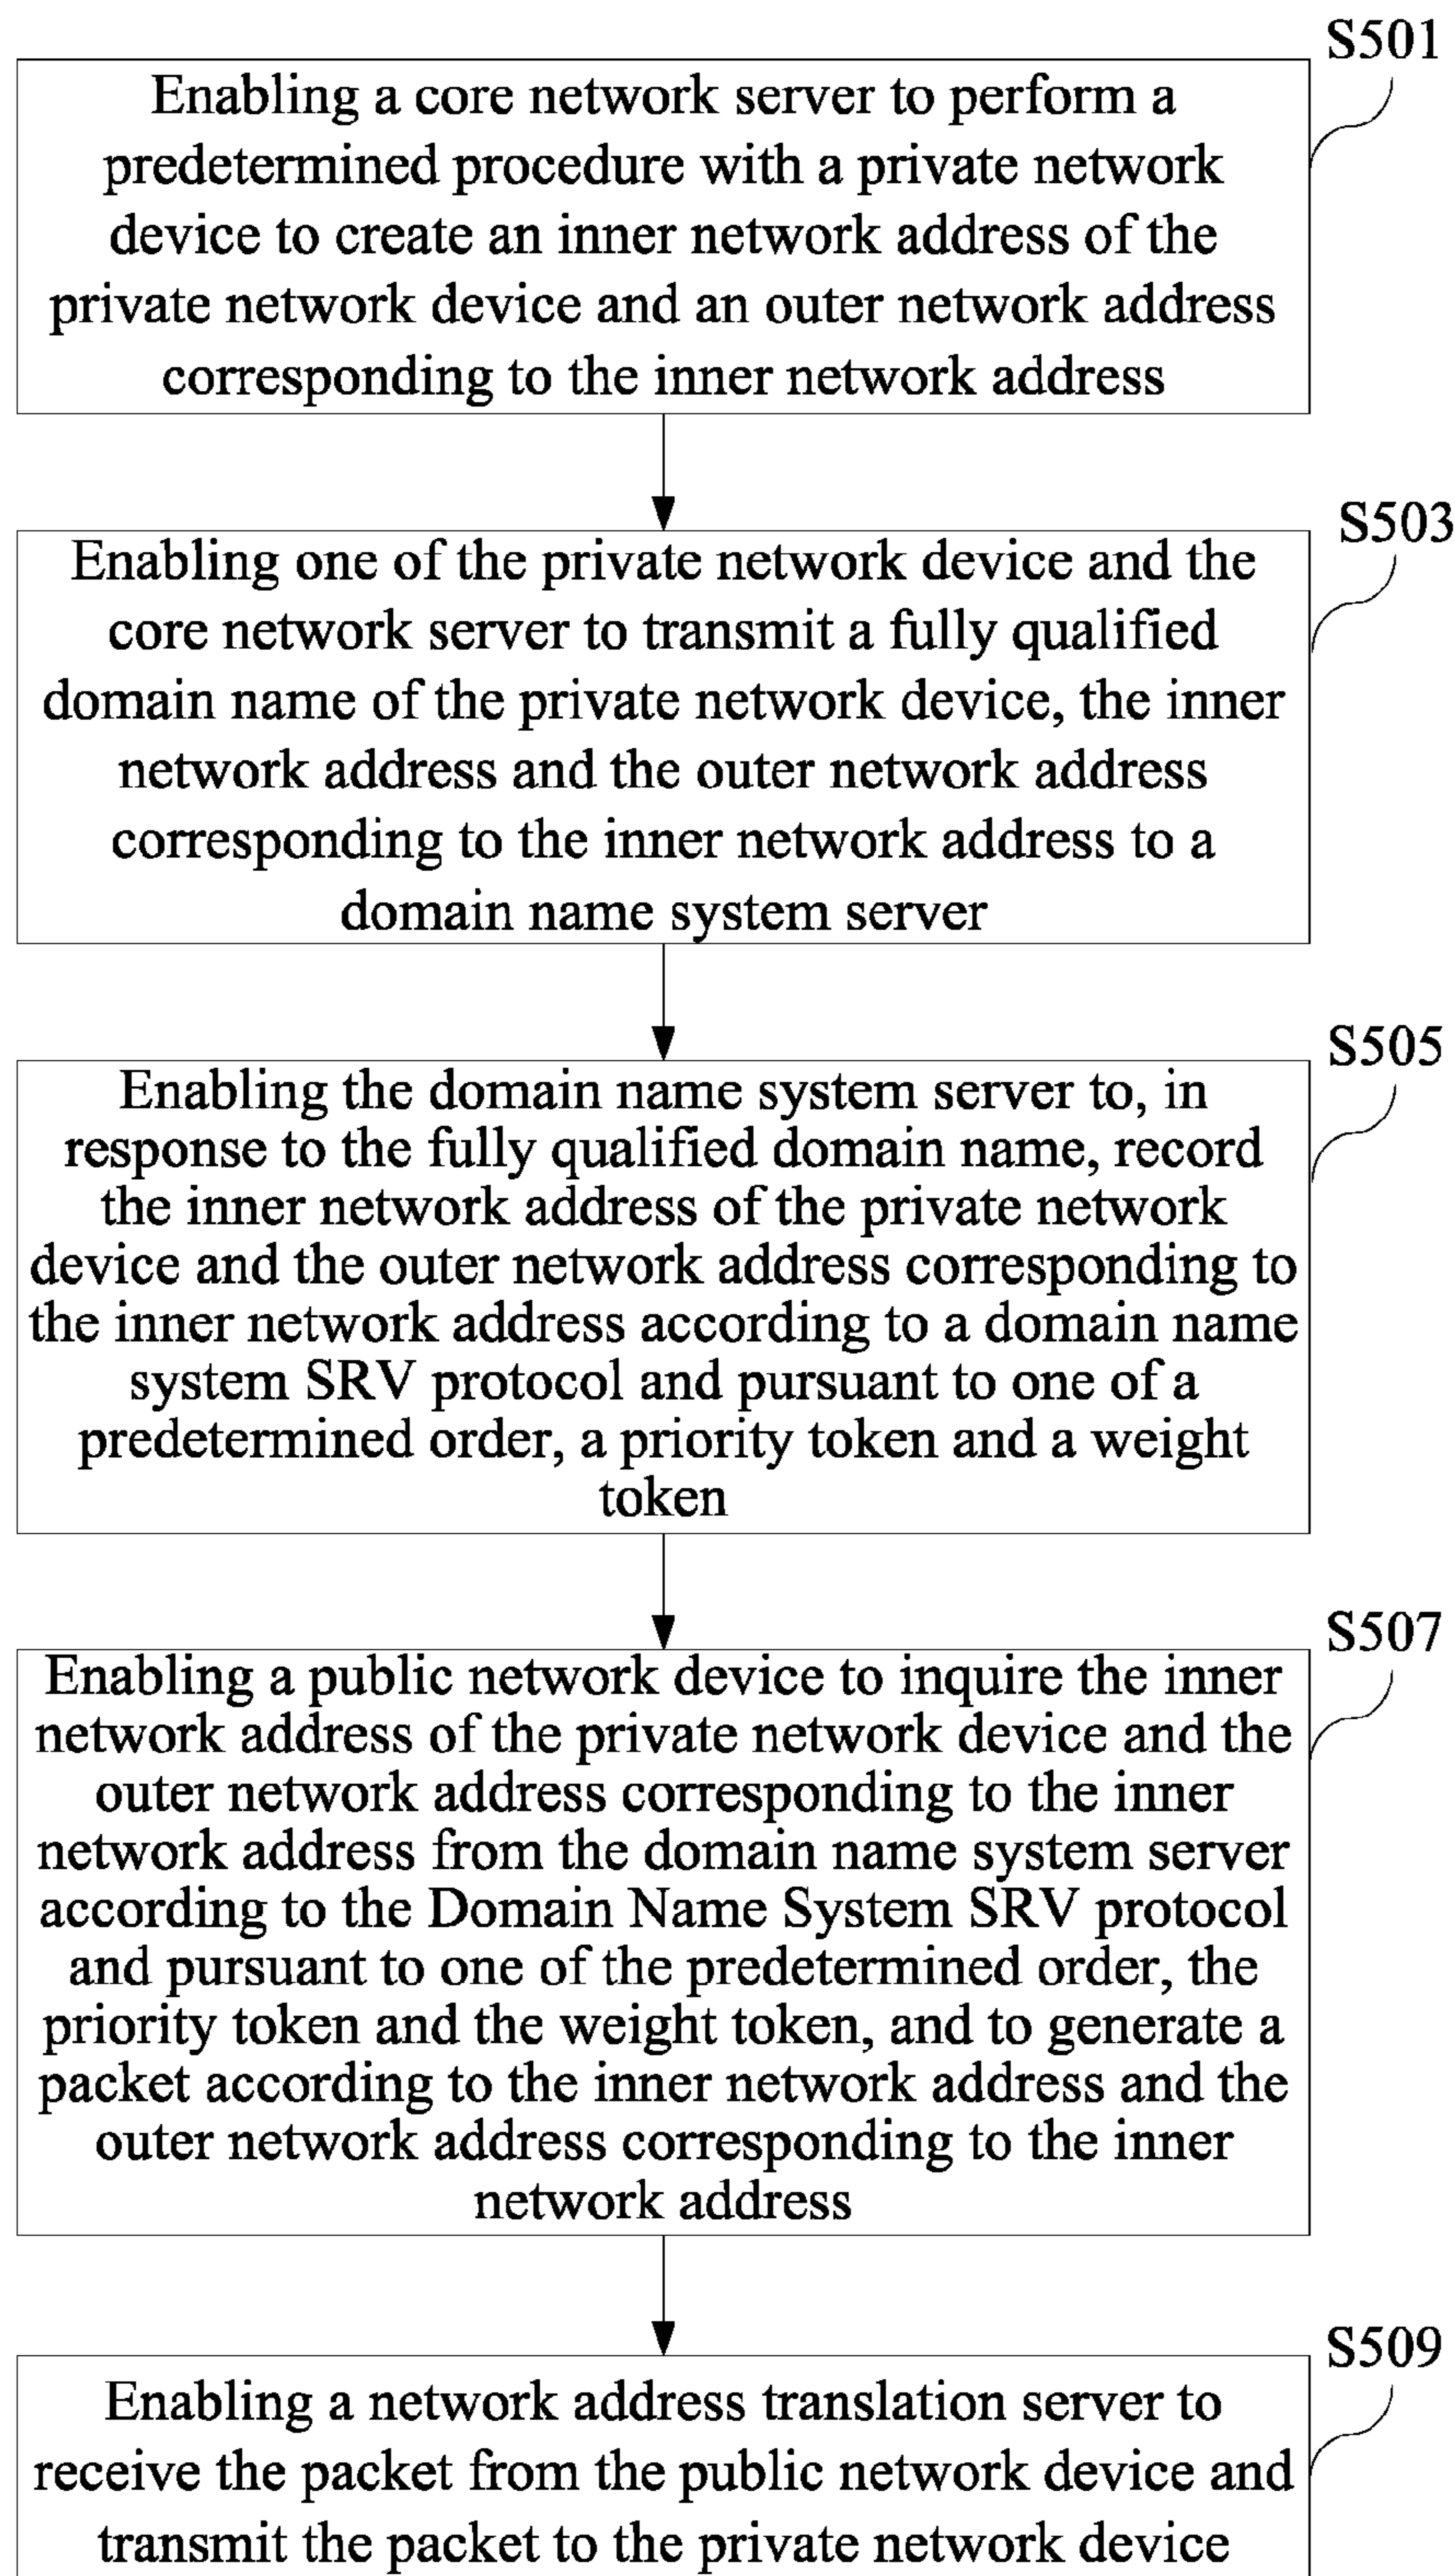 S501
Enabling a core network server to perform a
predetermined procedure with a private network
device to create an inner network address of the
private network device and an outer network address
corresponding to the inner network address
S503
Enabling one of the private network device and the
core network server to transmit a fully qualified
domain name of the private network device, the inner
network address and the outer network address
corresponding to the inner network address to a
domain name system server
S505
Enabling the domain name system server to, in
response to the fully qualified domain name, record
the inner network address of the private network
device and the outer network address corresponding to
the inner network address according to a domain name
system SRV protocol and pursuant to one of a
predetermined order, a priority token and a weight
token
S507
Enabling a public network device to inquire the inner
network address of the private network device and the
outer network address corresponding to the inner
network address from the domain name system server
according to the Domain Name System SRV protocol
and pursuant to one of the predetermined order, the
priority token and the weight token, and to generate a
packet according to the inner network address and the
outer network address corresponding to the inner
network address
S509
Enabling a network address translation server to
receive the packet from the public network device and
transmit the packet to the private network device